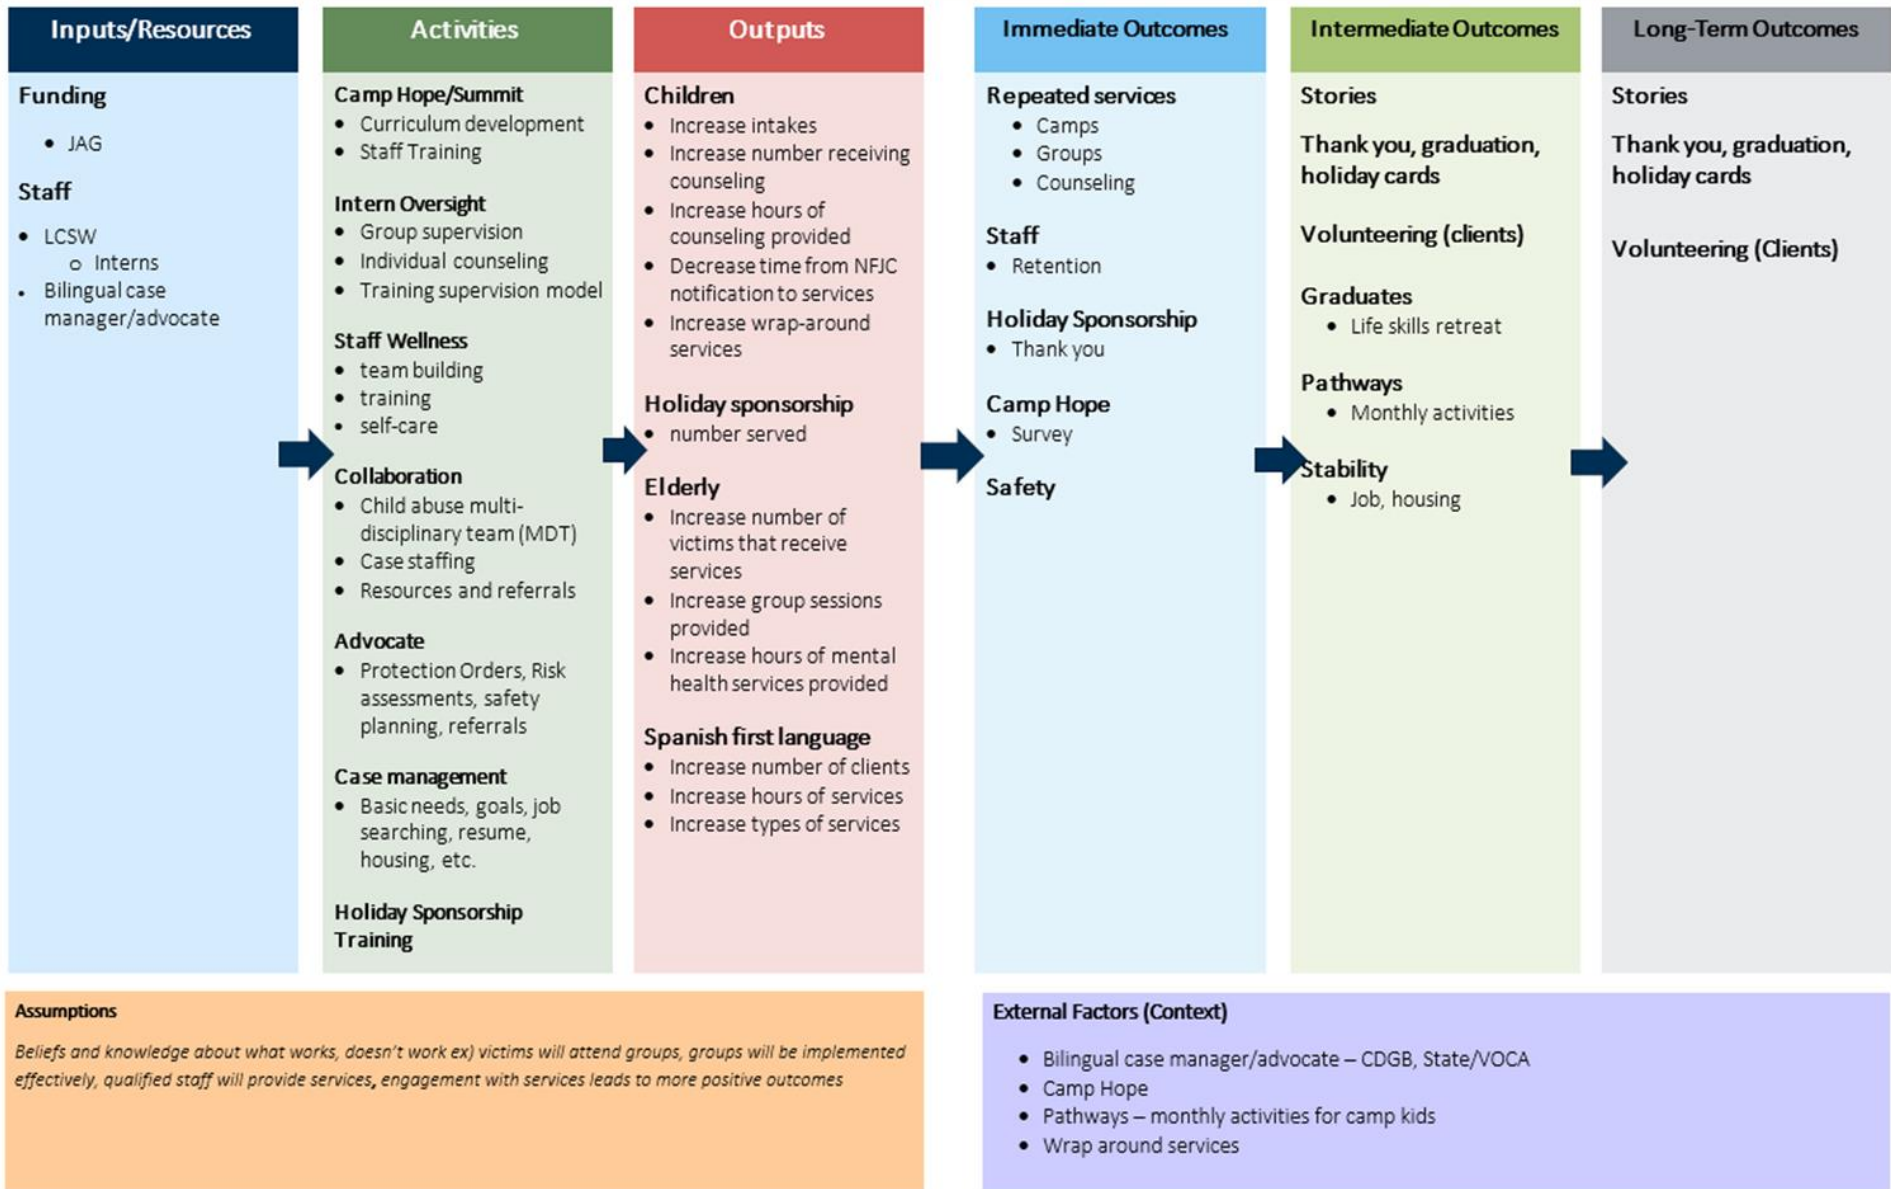 Inputs/Resources
Funding
• JAG
Staff
• LCSW
o Interns
• Bilingual case
manager/advocate
Activities
Camp Hope/Summit
• Curriculum development
• Staff Training
Intern Oversight
• Group supervision
• Individual counseling
• Training supervision model
Staff Wellness
• team building
• training
• self-care
Collaboration
• Child abuse multi-
disciplinary team (MDT)
• Case staffing
• Resources and referrals
Advocate
• Protection Orders, Risk
assessments, safety
planning, referrals
Case management
• Basic needs, goals, job
searching, resume,
housing, etc.
Holiday Sponsorship
Training
Outputs
Children
• Increase intakes
• Increase number receiving
counseling
• Increase hours of
counseling provided
• Decrease time from NFJC
notification to services
• Increase wrap-around
services
Holiday sponsorship
• number served
Elderly
• Increase number of
victims that receive
services
• Increase group sessions
provided
• Increase hours of mental
health services provided
Spanish first language
• Increase number of clients
• Increase hours of services
• Increase types of services
Immediate Outcomes
Repeated services
• Camps
• Groups
• Counseling
Staff
• Retention
Holiday Sponsorship
• Thank you
Camp Hope
• Survey
Safety
Intermediate Outcomes
Stories
Thank you, graduation,
holiday cards
Volunteering (clients)
Graduates
• Life skills retreat
Pathways
• Monthly activities
Stability
• Job, housing
Long-Term Outcomes
Stories
Thank you, graduation,
holiday cards
Volunteering (Clients)
Assumptions
Beliefs and knowledge about what works, doesn't work ex) victims will attend groups, groups will be implemented
effectively, qualified staff will provide services, engagement with services leads to more positive outcomes
External Factors (Context)
• Bilingual case manager/advocate – CDGB, State/VOCA
• Camp Hope
• Pathways – monthly activities for camp kids
• Wrap around services